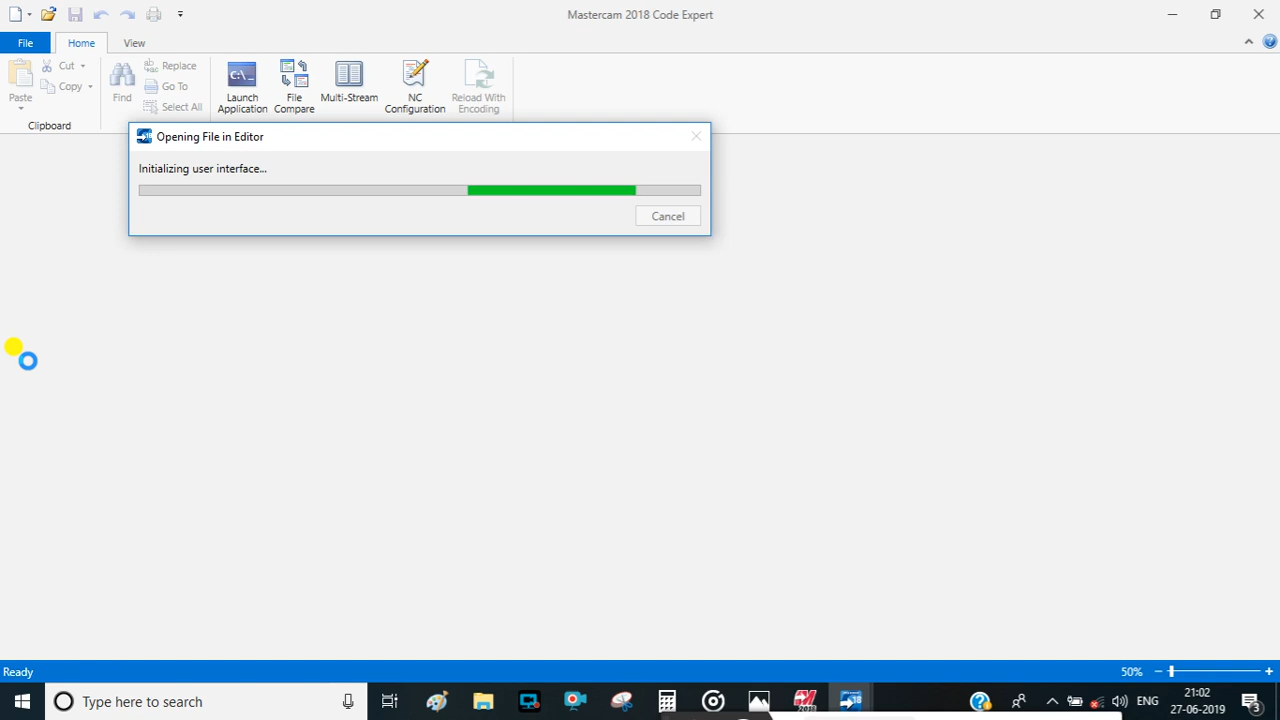 Mastercam 2018 Code Expert
File
Home
View
Paste
Cut
Copy
Clipboard
Find
Replace
Go To
Select All
C:\_
Launch Application
File Compare
Multi-Stream
NC Configuration
Reload With Encoding
Opening File in Editor
Initializing user interface...
Cancel
Ready
50%
Type here to search
2018
ENG
21:02
27-06-2019
3